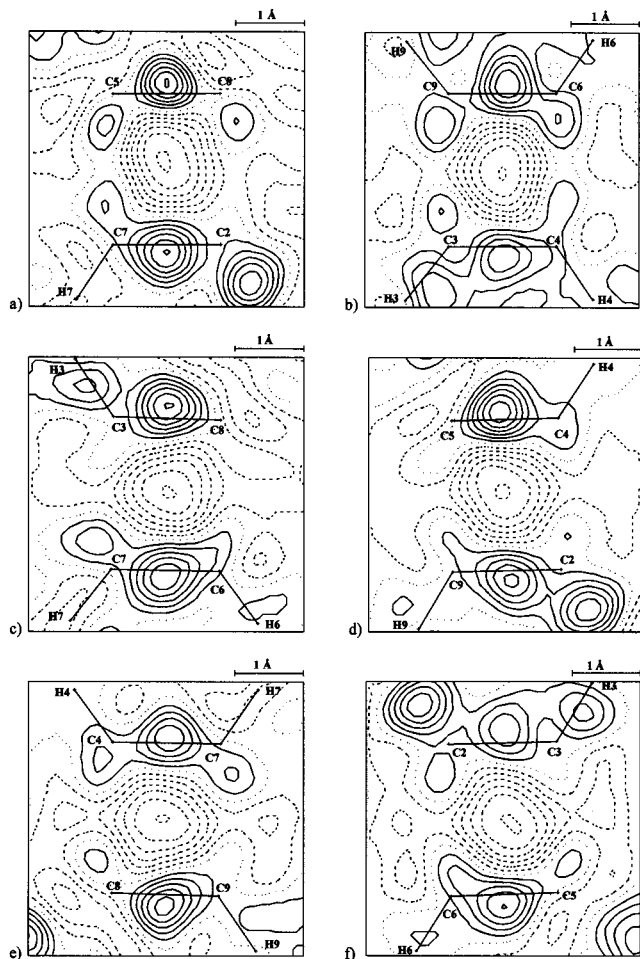 1 Å
C5 C8
C7 C2
H7
a)
1 Å
H9 H6
C9 C6
C3 C4
H3 H4
b)
1 Å
H3
C3 C8
C7 C6
H7 H6
c)
1 Å
H4
C5 C4
C2
C9
H9
d)
1 Å
H4 H7
C4 C7
C8 C9
H9
e)
1 Å
H3
C2 C3
C6 C5
H6
f)